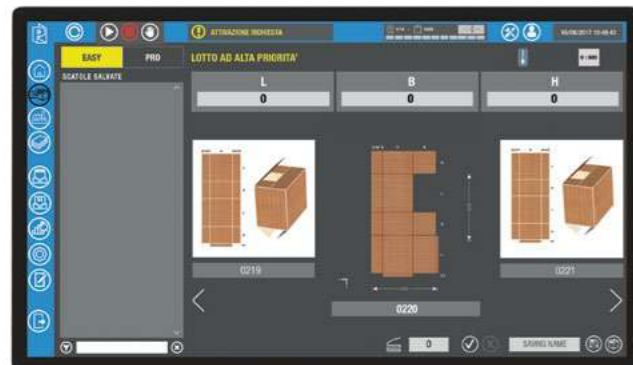 ATTIVAZIONE RICHIESTA
EASY
PRO
LOTTO AD ALTA PRIORITA'
SCATOLE SALVATE
L
B
H
0
0
0
0219
0220
0221
0
SAVING NAME